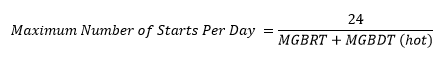 Maximum Number of Starts Per Day = 24 / MGBRT + MGBDT (hot)